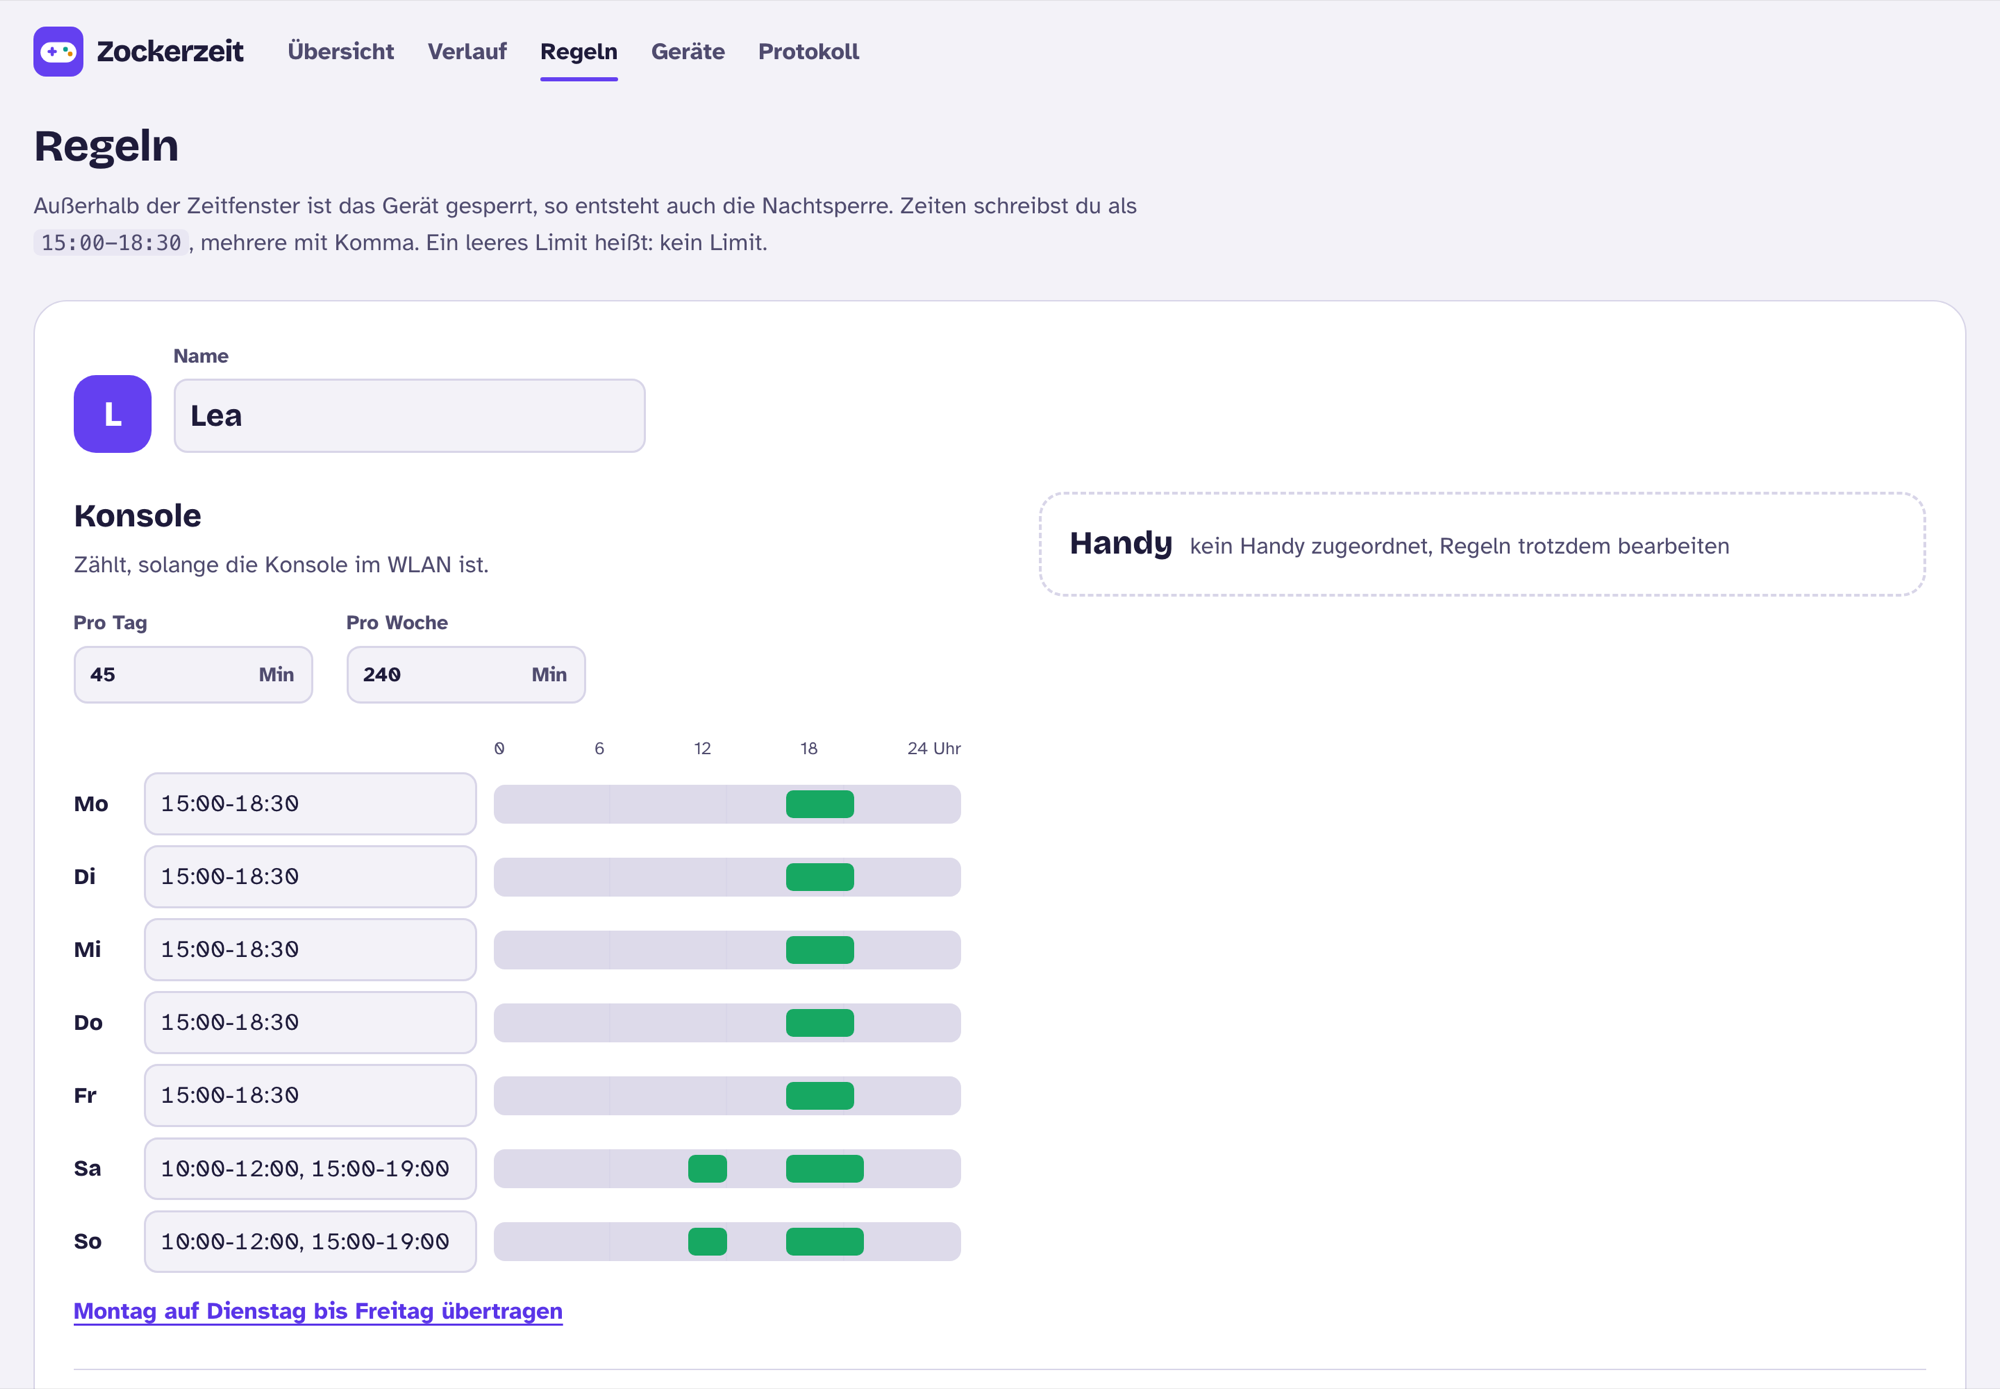 Zockerzeit Übersicht Verlauf Regeln Geräte Protokoll
Regeln
Außerhalb der Zeitfenster ist das Gerät gesperrt, so entsteht auch die Nachtsperre. Zeiten schreibst du als
15:00–18:30, mehrere mit Komma. Ein leeres Limit heißt: kein Limit.
Name
L Lea
Konsole
Zählt, solange die Konsole im WLAN ist.
Handy kein Handy zugeordnet, Regeln trotzdem bearbeiten
Pro Tag Pro Woche
45 Min 240 Min
0 6 12 18 24 Uhr
Mo 15:00-18:30
Di 15:00-18:30
Mi 15:00-18:30
Do 15:00-18:30
Fr 15:00-18:30
Sa 10:00-12:00, 15:00-19:00
So 10:00-12:00, 15:00-19:00
Montag auf Dienstag bis Freitag übertragen